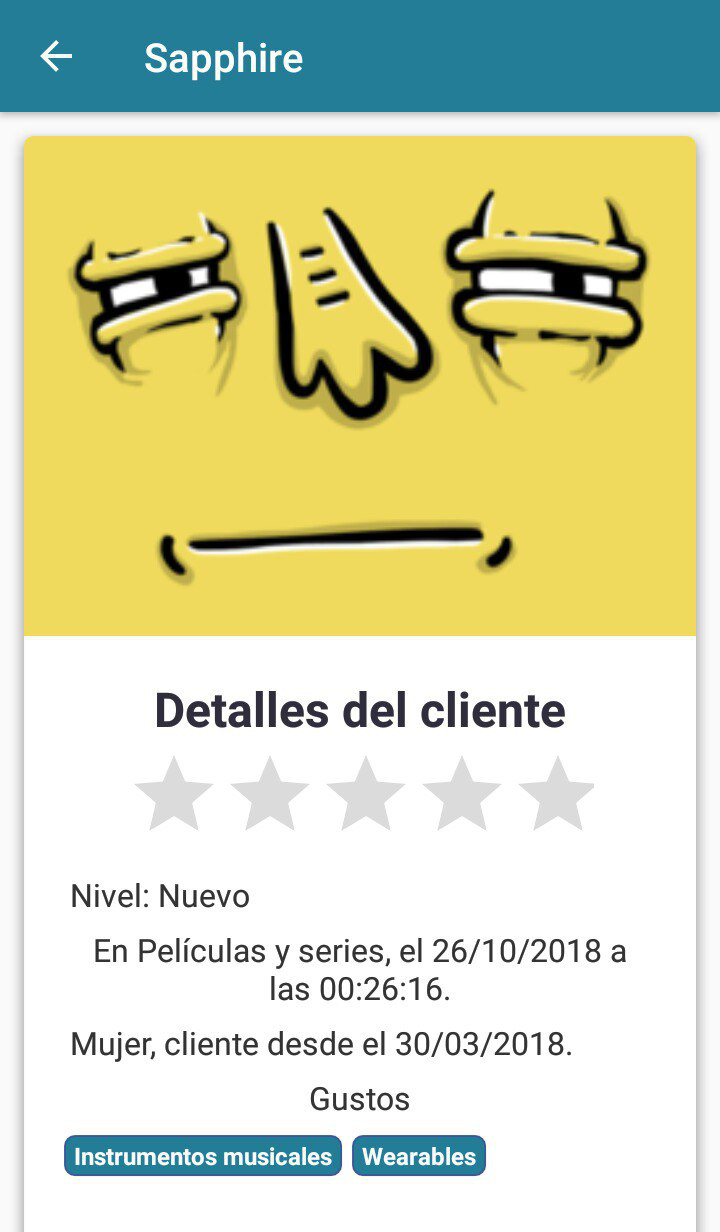 Sapphire
Detalles del cliente
Nivel: Nuevo
En Películas y series, el 26/10/2018 a
las 00:26:16.
Mujer, cliente desde el 30/03/2018.
Gustos
Instrumentos musicales Wearables